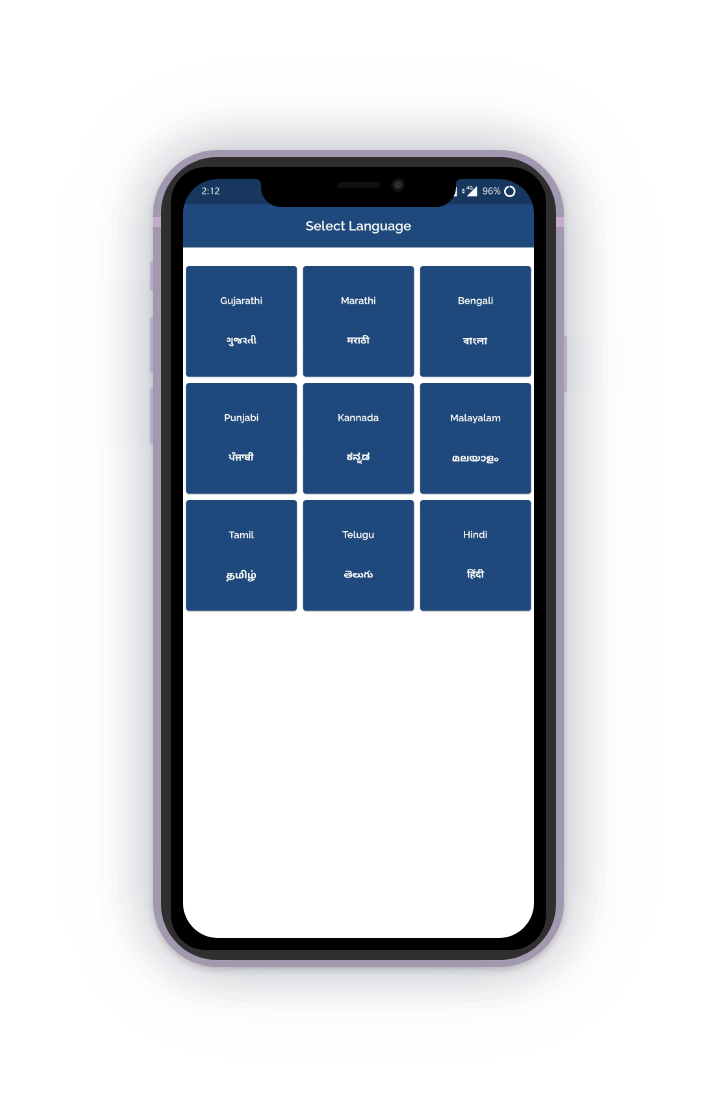 2:12
4G 96%
Select Language
Gujarathi
ગુજરતી
Marathi
मराठी
Bengali
বাংলা
Punjabi
ਪੰਜਾਬੀ
Kannada
ಕನ್ನಡ
Malayalam
മലയാളം
Tamil
தமிழ்
Telugu
తెలుగు
Hindi
हिंदी